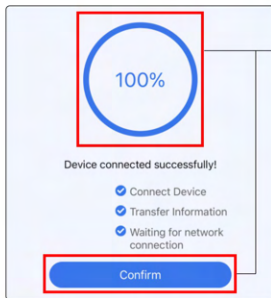 100%
Device connected successfully!
Connect Device
Transfer Information
Waiting for network
connection
Confirm